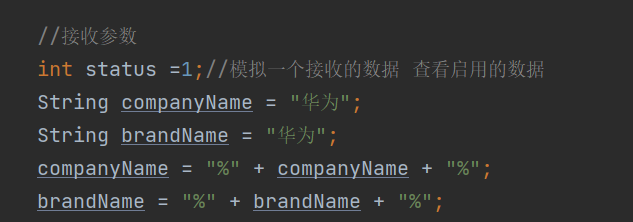 //接收参数
int status =1;//模拟一个接收的数据 查看启用的数据
String companyName = "华为";
String brandName = "华为";
companyName = "%" + companyName + "%";
brandName = "%" + brandName + "%";